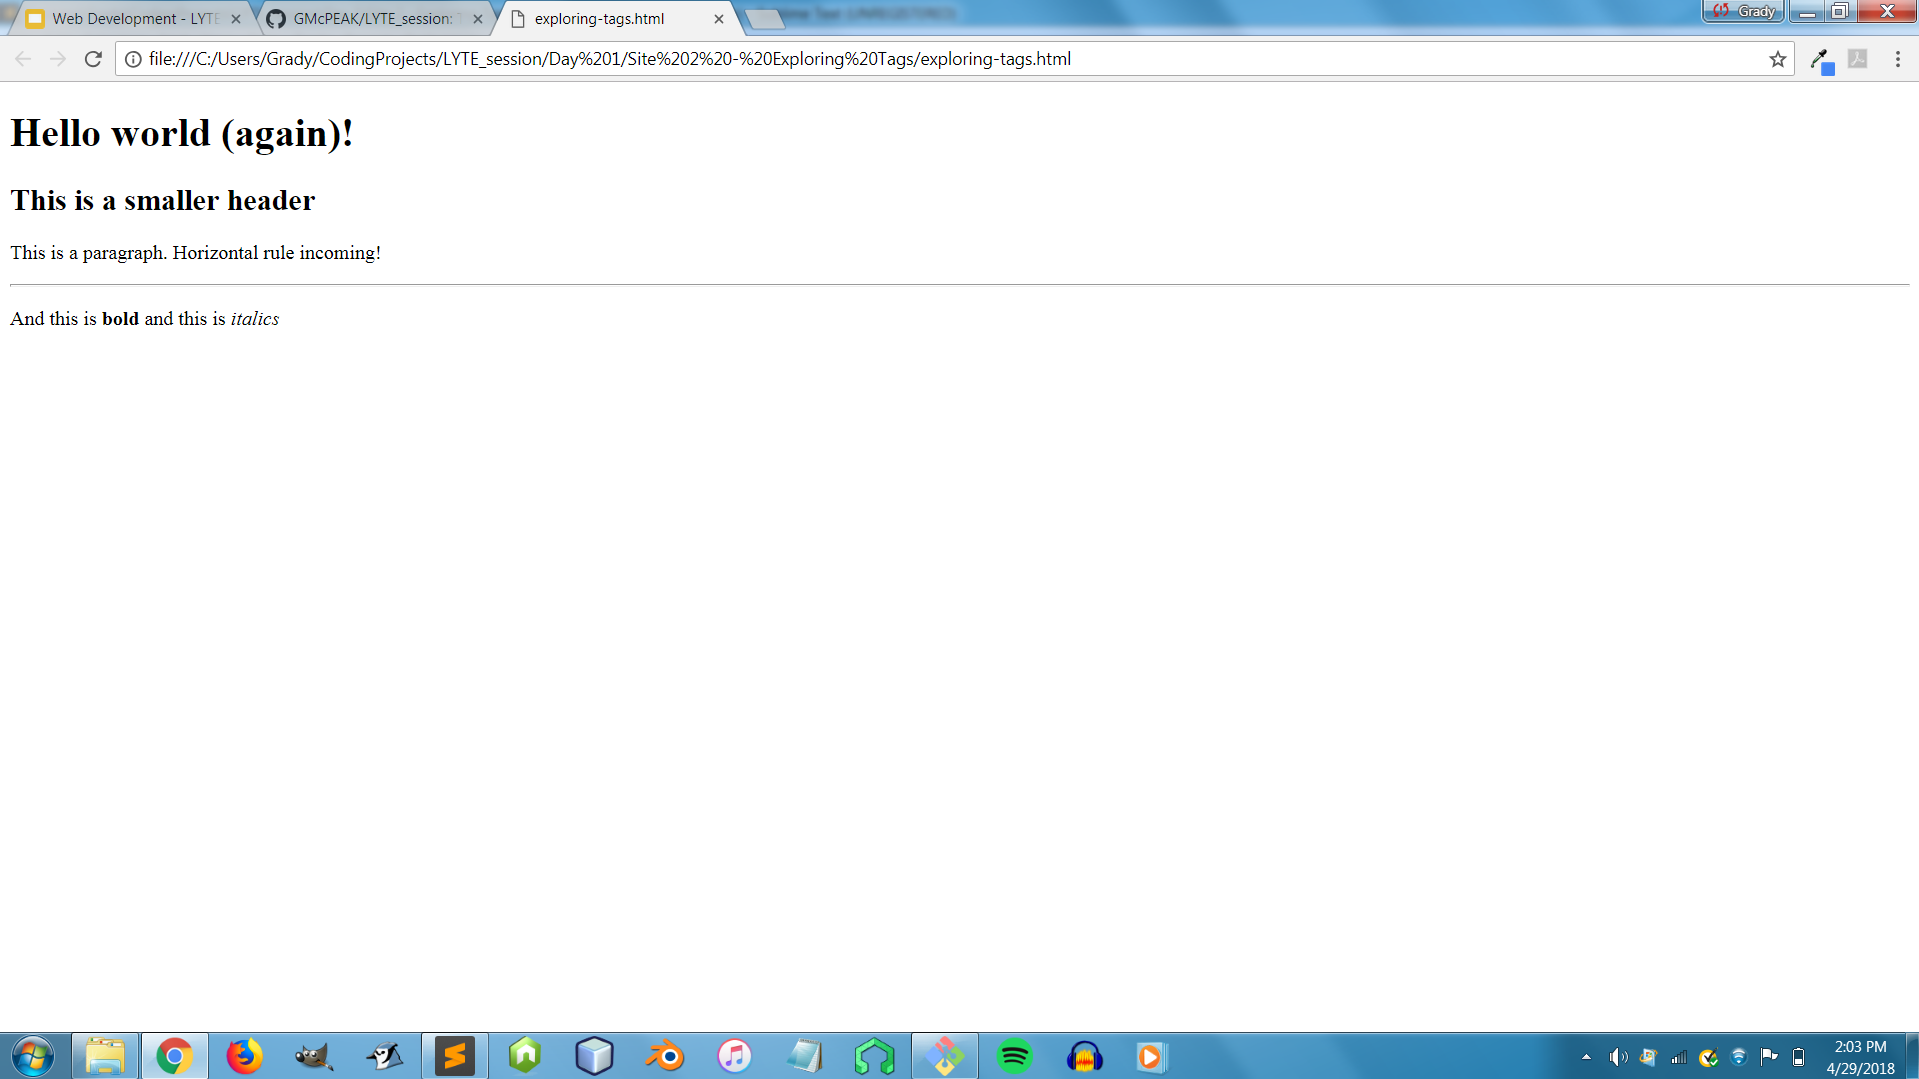 Web Development - LYTE
GMcPEAK/LYTE_session:
exploring-tags.html
Grady
file:///C:/Users/Grady/CodingProjects/LYTE_session/Day%201/Site%202%20-%20Exploring%20Tags/exploring-tags.html
Hello world (again)!
This is a smaller header
This is a paragraph. Horizontal rule incoming!
And this is bold and this is italics
2:03 PM
4/29/2018